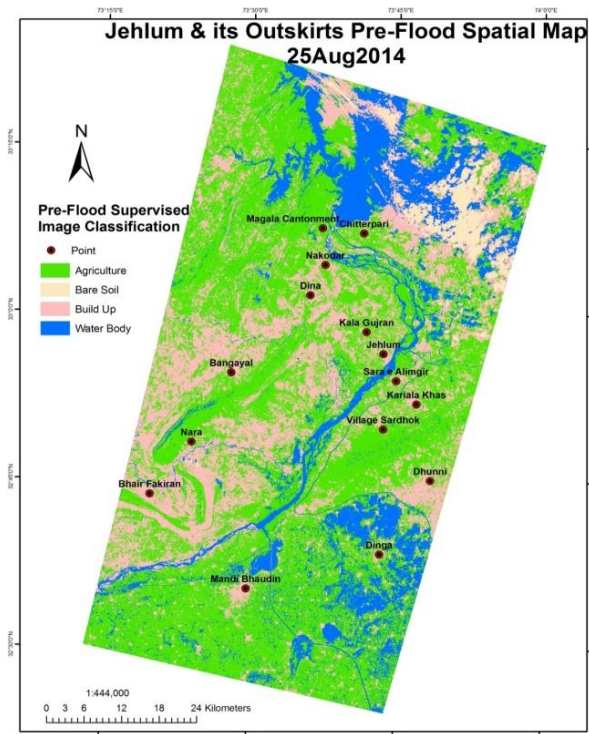 73°15'0"E 73°30'0"E 73°45'0"E 74°0'0"E
Jehlum & its Outskirts Pre-Flood Spatial Map
25Aug2014
N
Pre-Flood Supervised
Image Classification
Point
Agriculture
Bare Soil
Build Up
Water Body
Magala Cantonment
Chitterpari
Nakodar
Dina
Kala Gujran
Jehlum
Bangayal
Sara e Alimgir
Kariala Khas
Village Sardhok
Nara
Dhunni
Bhair Fakiran
Dinga
Mandi Bhaudin
33°0'0"N
32°45'0"N
32°30'0"N
1:444,000
0 3 6 12 18 24 Kilometers